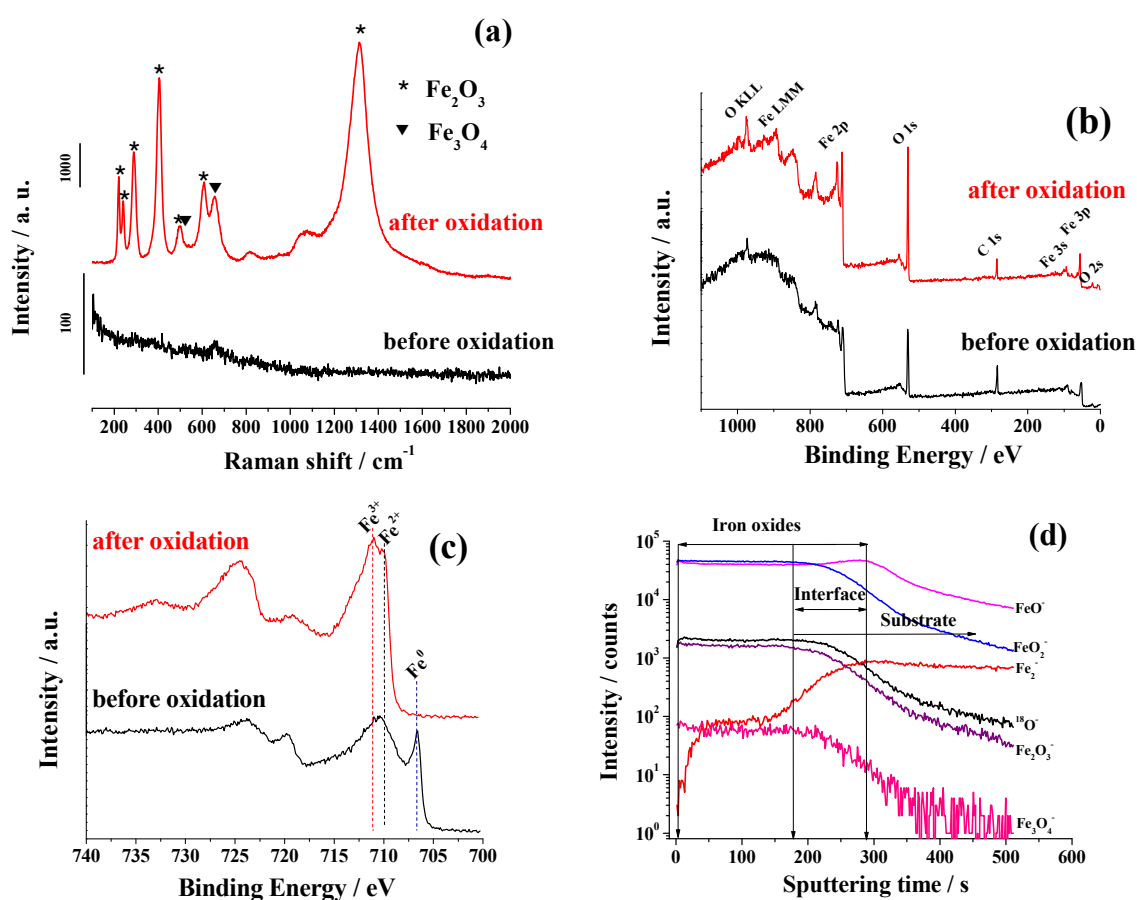 (a)
* Fe₂O₃
▼ Fe₃O₄
1000
100
after oxidation
before oxidation
Intensity / a. u.
200 400 600 800 1000 1200 1400 1600 1800 2000
Raman shift / cm⁻¹
(b)
O KLL
Fe LMM
Fe 2p
O 1s
C 1s
Fe 3s
Fe 3p
O 2s
after oxidation
before oxidation
Intensity / a.u.
1000 800 600 400 200 0
Binding Energy / eV
(c)
Fe³⁺
Fe²⁺
Fe⁰
after oxidation
before oxidation
Intensity / a.u.
740 735 730 725 720 715 710 705 700
Binding Energy / eV
(d)
Iron oxides
Interface
Substrate
FeO⁻
FeO₂⁻
Fe₂⁻
¹⁸O⁻
Fe₂O₃⁻
Fe₃O₄⁻
10⁵
10⁴
10³
10²
10¹
10⁰
Intensity / counts
0 100 200 300 400 500 600
Sputtering time / s